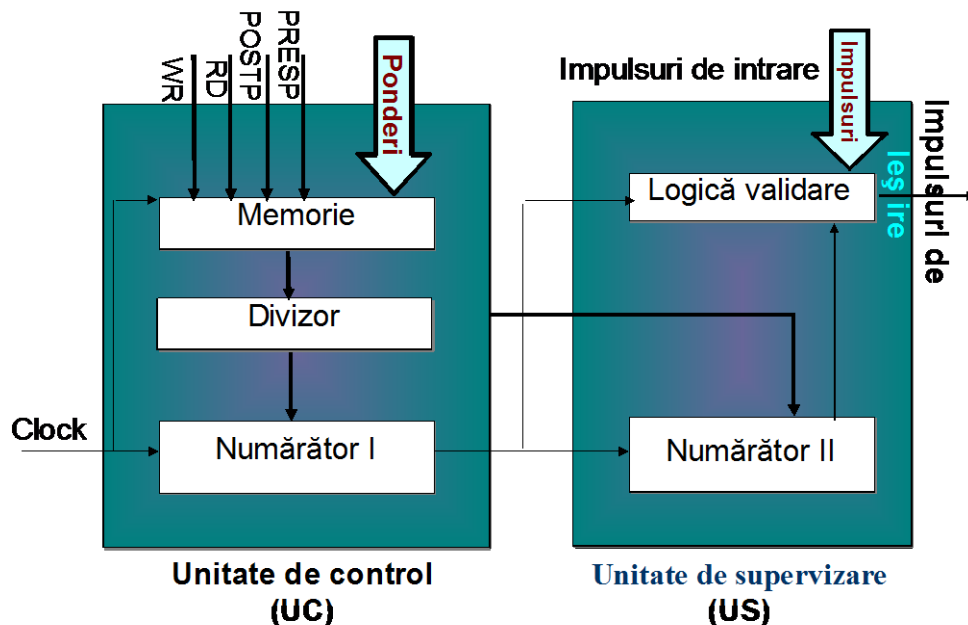 WR
RD
POSTP
PRESP
Ponderi
Impulsuri de intrare
Impulsuri
Impulsuri de
Ieş ire
Memorie
Logică validare
Divizor
Clock
Numărător I
Numărător II
Unitate de control
(UC)
Unitate de supervizare
(US)